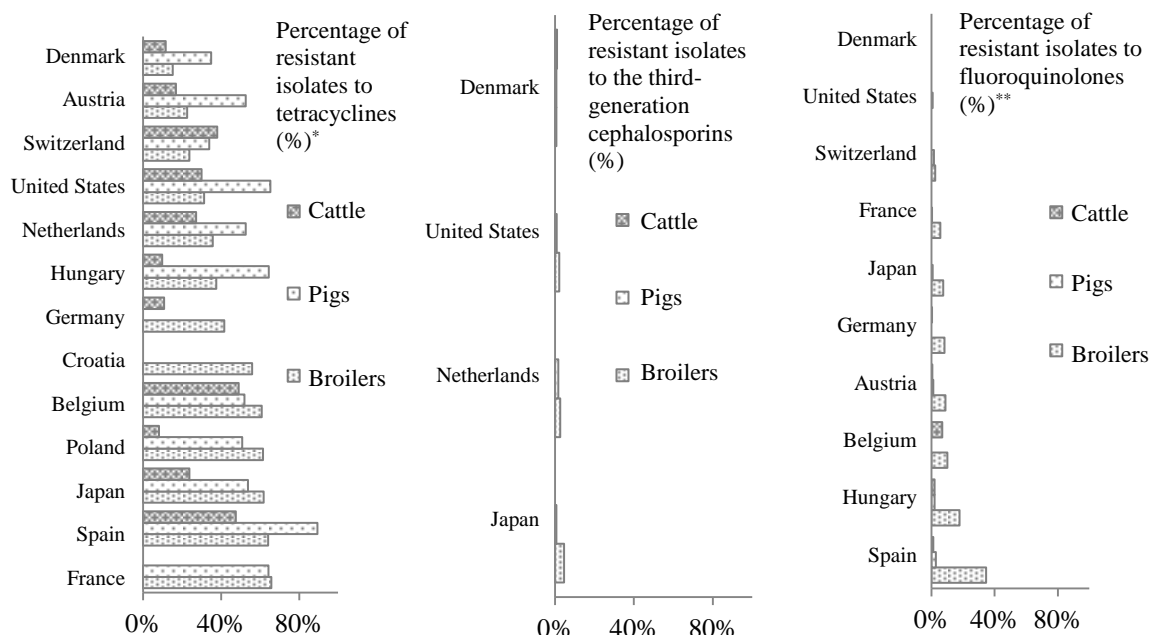 Percentage of
resistant
isolates to
tetracyclines
(%)*
Denmark
Austria
Switzerland
United States
Netherlands
Hungary
Germany
Croatia
Belgium
Poland
Japan
Spain
France
Cattle
Pigs
Broilers
0% 40% 80%
Percentage of
resistant isolates
to the third-
generation
cephalosporins
(%)
Denmark
United States
Netherlands
Japan
Cattle
Pigs
Broilers
0% 40% 80%
Percentage of
resistant isolates to
fluoroquinolones
(%)**
Denmark
United States
Switzerland
France
Japan
Germany
Austria
Belgium
Hungary
Spain
Cattle
Pigs
Broilers
0% 40% 80%